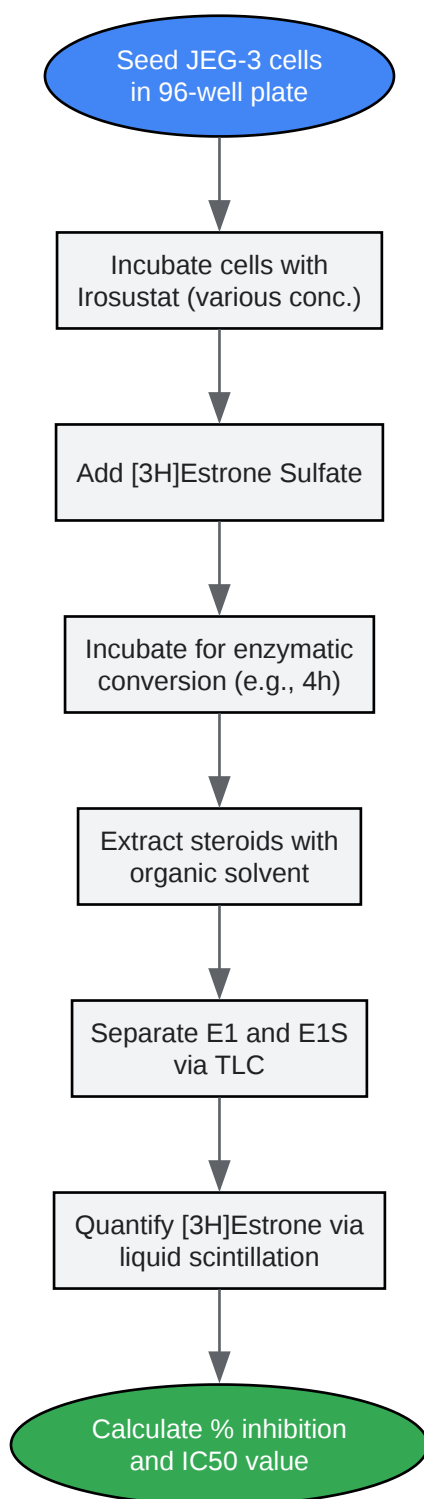 Seed JEG-3 cells
in 96-well plate
Incubate cells with
Irosustat (various conc.)
Add [3H]Estrone Sulfate
Incubate for enzymatic
conversion (e.g., 4h)
Extract steroids with
organic solvent
Separate E1 and E1S
via TLC
Quantify [3H]Estrone via
liquid scintillation
Calculate % inhibition
and IC50 value